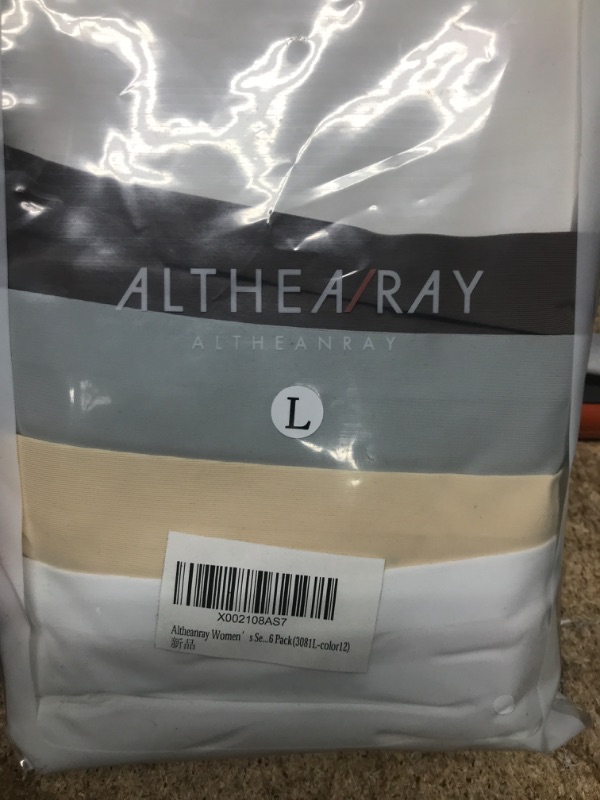 ALTHEA/RAY
ALTHEANRAY
L
X002108AS7
Altheanray Women's Se...6 Pack(3081L-color12)
新品